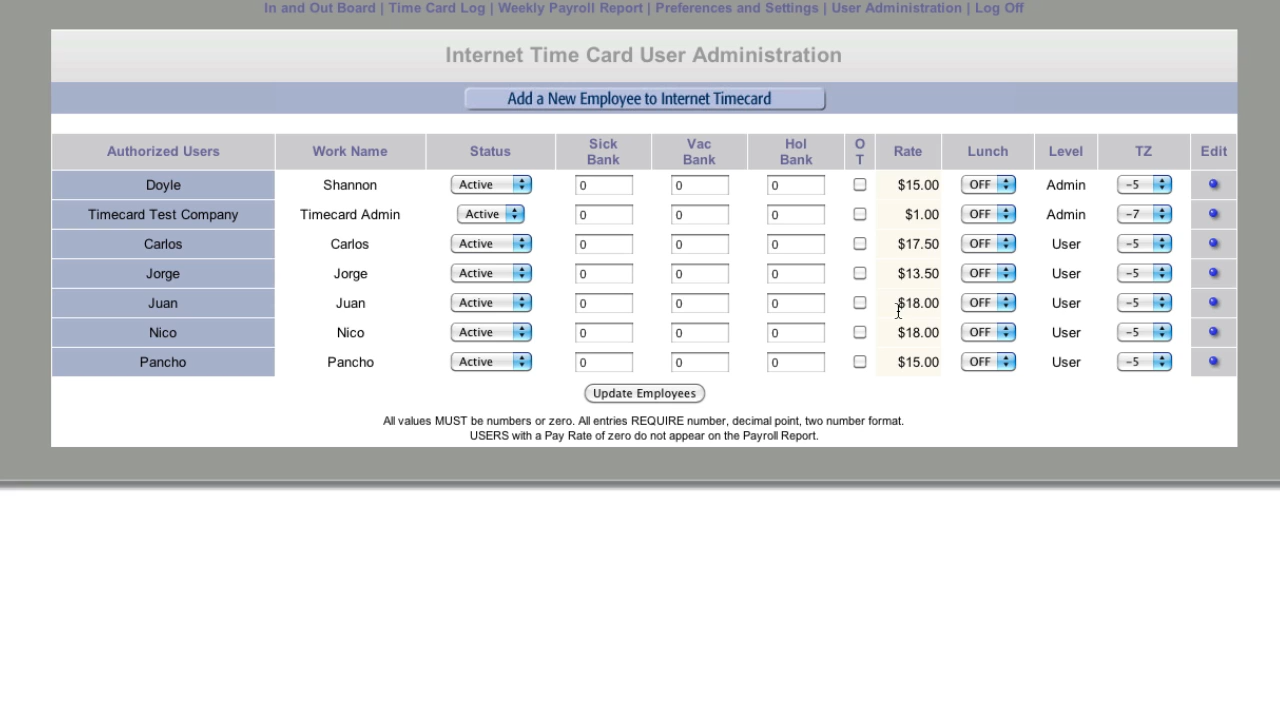 In and Out Board | Time Card Log | Weekly Payroll Report | Preferences and Settings | User Administration | Log Off
Internet Time Card User Administration
Add a New Employee to Internet Timecard
Authorized Users Work Name Status Sick Bank Vac Bank Hol Bank O T Rate Lunch Level TZ Edit
Doyle Shannon Active 0 0 0 $15.00 OFF Admin -5
Timecard Test Company Timecard Admin Active 0 0 0 $1.00 OFF Admin -7
Carlos Carlos Active 0 0 0 $17.50 OFF User -5
Jorge Jorge Active 0 0 0 $13.50 OFF User -5
Juan Juan Active 0 0 0 $18.00 OFF User -5
Nico Nico Active 0 0 0 $18.00 OFF User -5
Pancho Pancho Active 0 0 0 $15.00 OFF User -5
Update Employees
All values MUST be numbers or zero. All entries REQUIRE number, decimal point, two number format.
USERS with a Pay Rate of zero do not appear on the Payroll Report.